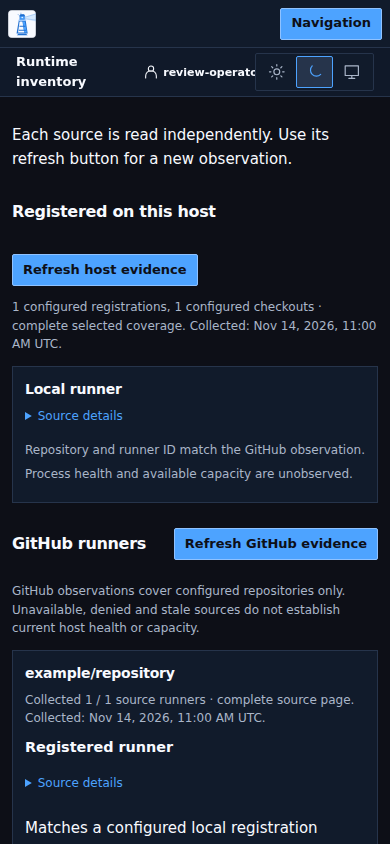 Navigation
Runtime
inventory
review-operato
Each source is read independently. Use its
refresh button for a new observation.
Registered on this host
Refresh host evidence
1 configured registrations, 1 configured checkouts ·
complete selected coverage. Collected: Nov 14, 2026, 11:00
AM UTC.
Local runner
Source details
Repository and runner ID match the GitHub observation.
Process health and available capacity are unobserved.
GitHub runners
Refresh GitHub evidence
GitHub observations cover configured repositories only.
Unavailable, denied and stale sources do not establish
current host health or capacity.
example/repository
Collected 1 / 1 source runners · complete source page.
Collected: Nov 14, 2026, 11:00 AM UTC.
Registered runner
Source details
Matches a configured local registration